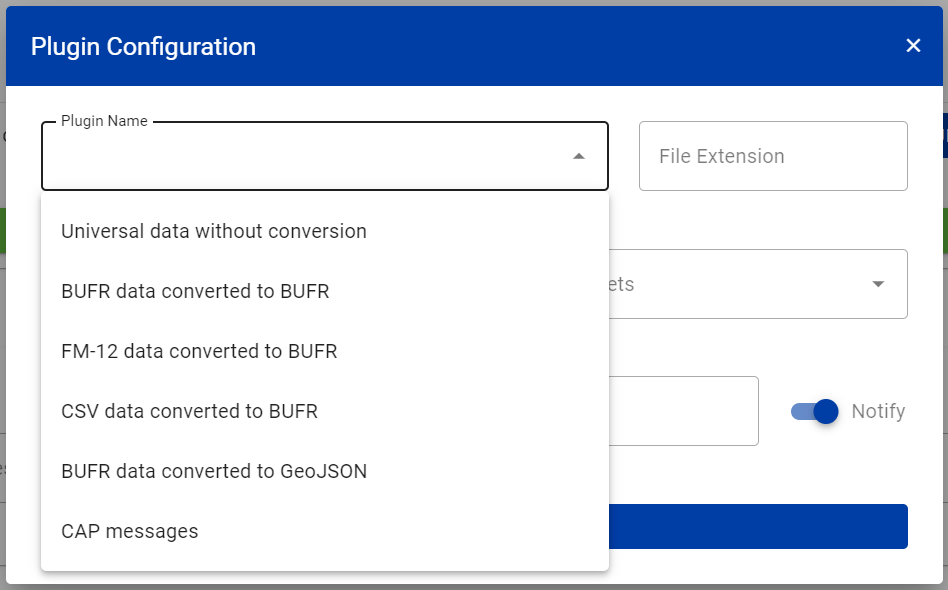 Plugin Configuration
Plugin Name
File Extension
Universal data without conversion
BUFR data converted to BUFR
ets
FM-12 data converted to BUFR
CSV data converted to BUFR
Notify
BUFR data converted to GeoJSON
CAP messages